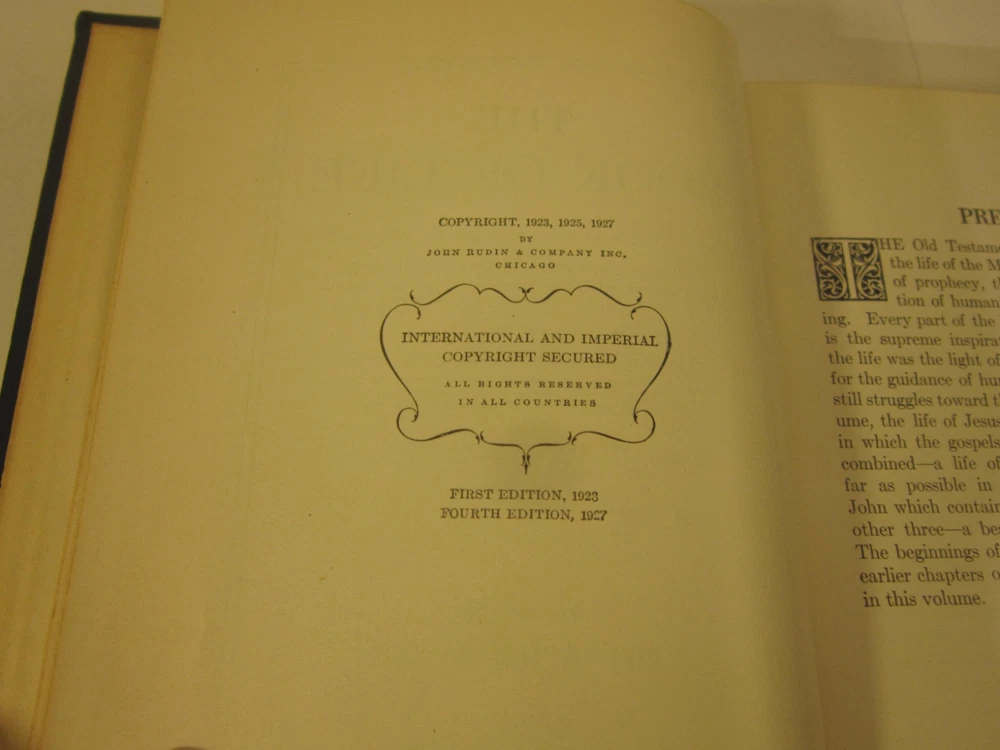 COPYRIGHT, 1923, 1925, 1927
BY
JOHN RUDIN & COMPANY INC.
CHICAGO
INTERNATIONAL AND IMPERIAL
COPYRIGHT SECURED
ALL RIGHTS RESERVED
IN ALL COUNTRIES
FIRST EDITION, 1923
FOURTH EDITION, 1927
PRE
THE Old Testame
the life of the M
of prophecy, t
tion of human
ing. Every part of the
is the supreme inspira
the life was the light of
for the guidance of hu
still struggles toward t
ume, the life of Jesus
in which the gospels
combined—a life of
far as possible in
John which contain
other three—a be
The beginnings of
earlier chapters o
in this volume.